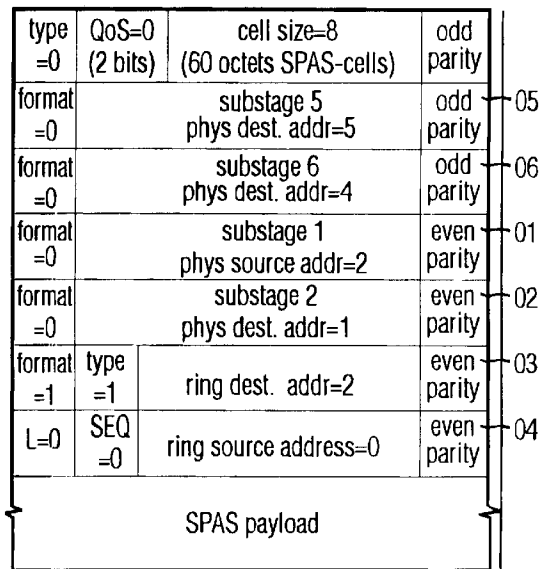 type QoS=0 cell size=8 odd
=0 (2 bits) (60 octets SPAS-cells) parity
format substage 5 odd 05
=0 phys dest. addr=5 parity
format substage 6 odd 06
=0 phys dest. addr=4 parity
format substage 1 even 01
=0 phys source addr=2 parity
format substage 2 even 02
=0 phys dest. addr=1 parity
format type ring dest. addr=2 even 03
=1 =1 parity
L=0 SEQ ring source address=0 even 04
=0 parity
SPAS payload